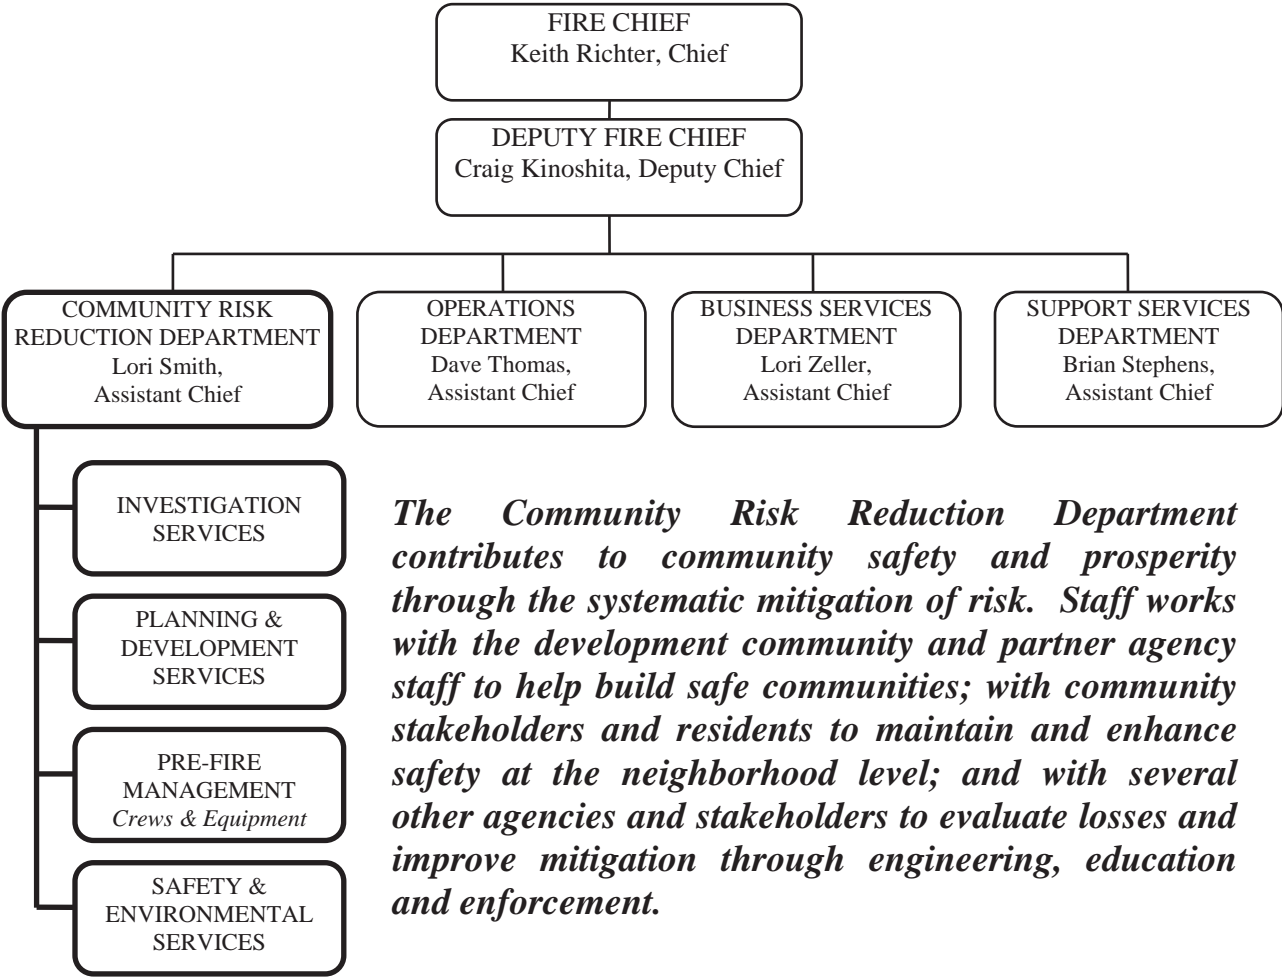 FIRE CHIEF
Keith Richter, Chief
DEPUTY FIRE CHIEF
Craig Kinoshita, Deputy Chief
COMMUNITY RISK
REDUCTION DEPARTMENT
Lori Smith,
Assistant Chief
OPERATIONS
DEPARTMENT
Dave Thomas,
Assistant Chief
BUSINESS SERVICES
DEPARTMENT
Lori Zeller,
Assistant Chief
SUPPORT SERVICES
DEPARTMENT
Brian Stephens,
Assistant Chief
INVESTIGATION
SERVICES
PLANNING &
DEVELOPMENT
SERVICES
PRE-FIRE
MANAGEMENT
Crews & Equipment
SAFETY &
ENVIRONMENTAL
SERVICES
The Community Risk Reduction Department
contributes to community safety and prosperity
through the systematic mitigation of risk. Staff works
with the development community and partner agency
staff to help build safe communities; with community
stakeholders and residents to maintain and enhance
safety at the neighborhood level; and with several
other agencies and stakeholders to evaluate losses and
improve mitigation through engineering, education
and enforcement.